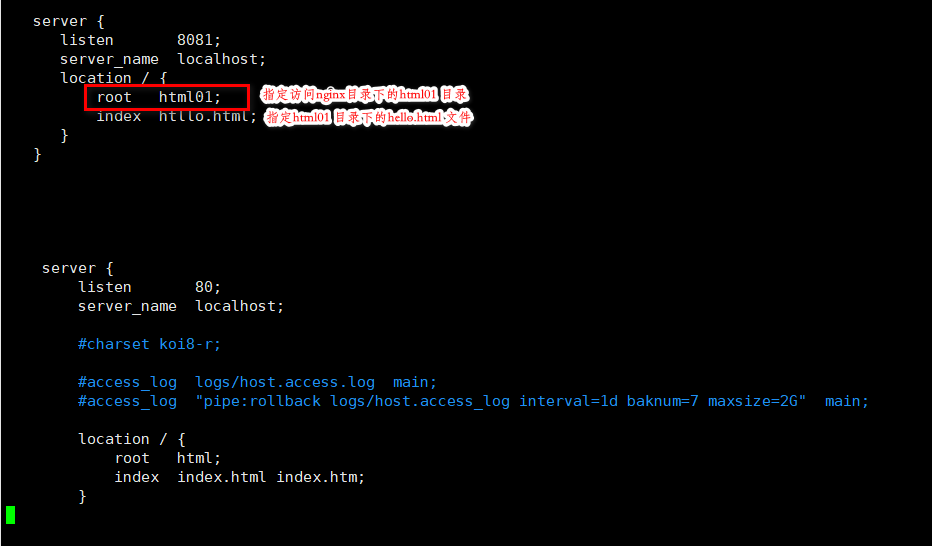 server {
listen 8081;
server_name localhost;
location / {
root html01; 指定访问nginx目录下的html01 目录
index htllo.html; 指定html01 目录下的hello.html 文件
}
}
server {
listen 80;
server_name localhost;
#charset koi8-r;
#access_log logs/host.access.log main;
#access_log "pipe:rollback logs/host.access_log interval=1d baknum=7 maxsize=2G" main;
location / {
root html;
index index.html index.htm;
}